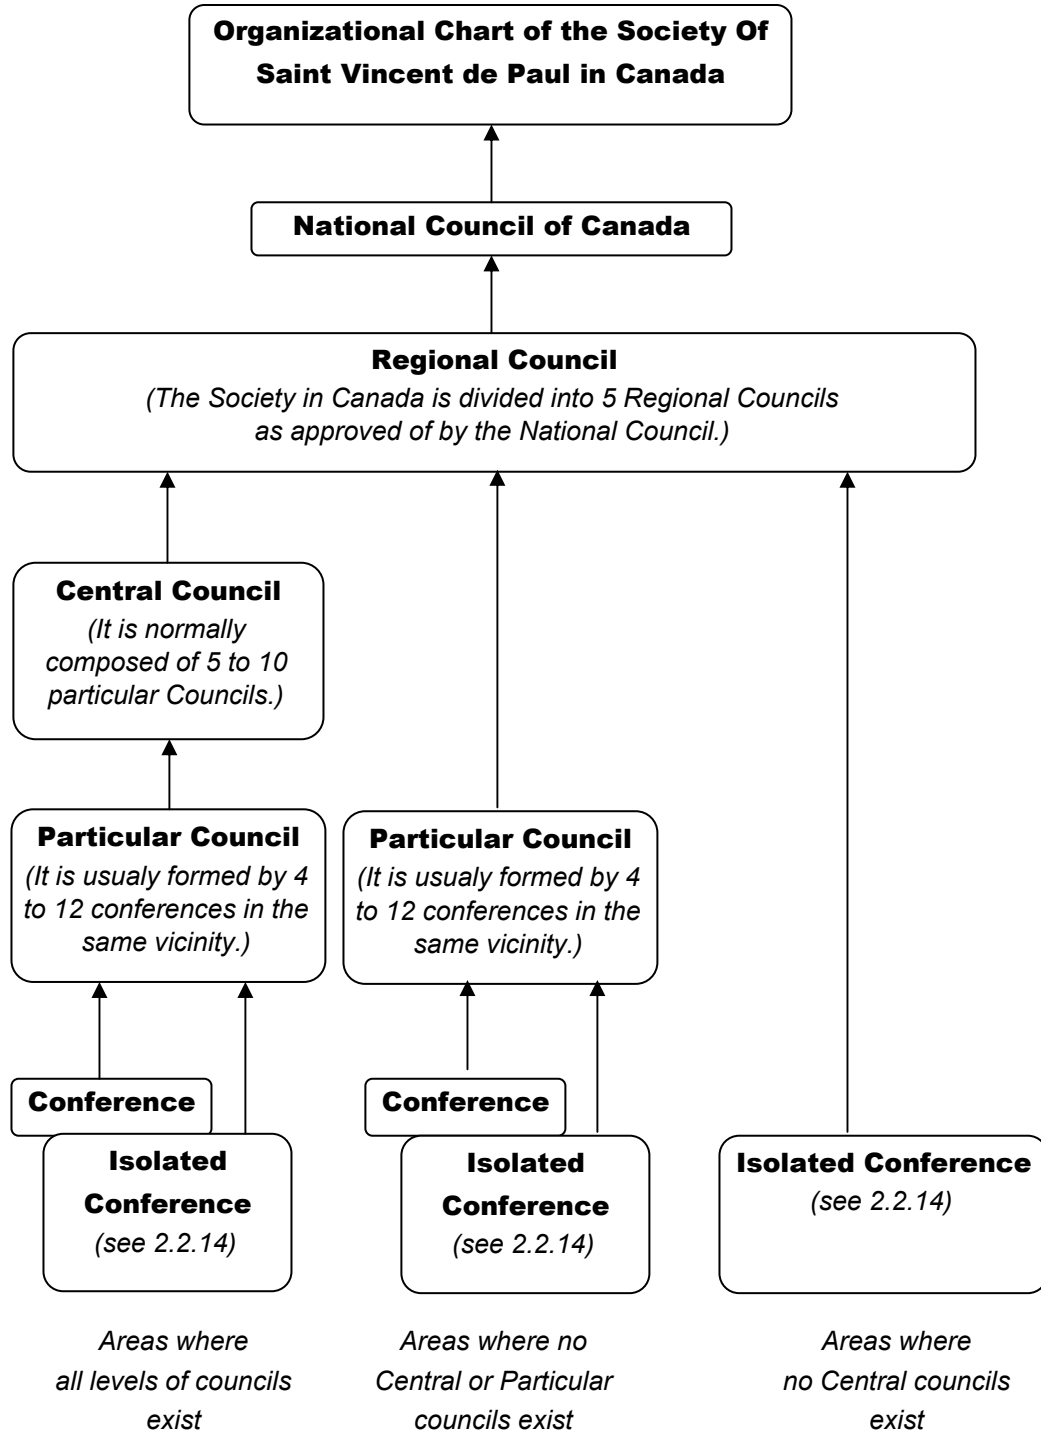 Organizational Chart of the Society Of
Saint Vincent de Paul in Canada
National Council of Canada
Regional Council
(The Society in Canada is divided into 5 Regional Councils
as approved of by the National Council.)
Central Council
(It is normally
composed of 5 to 10
particular Councils.)
Particular Council
(It is usualy formed by 4
to 12 conferences in the
same vicinity.)
Particular Council
(It is usualy formed by 4
to 12 conferences in the
same vicinity.)
Conference
Isolated
Conference
(see 2.2.14)
Conference
Isolated
Conference
(see 2.2.14)
Isolated Conference
(see 2.2.14)
Areas where
all levels of councils
exist
Areas where no
Central or Particular
councils exist
Areas where
no Central councils
exist